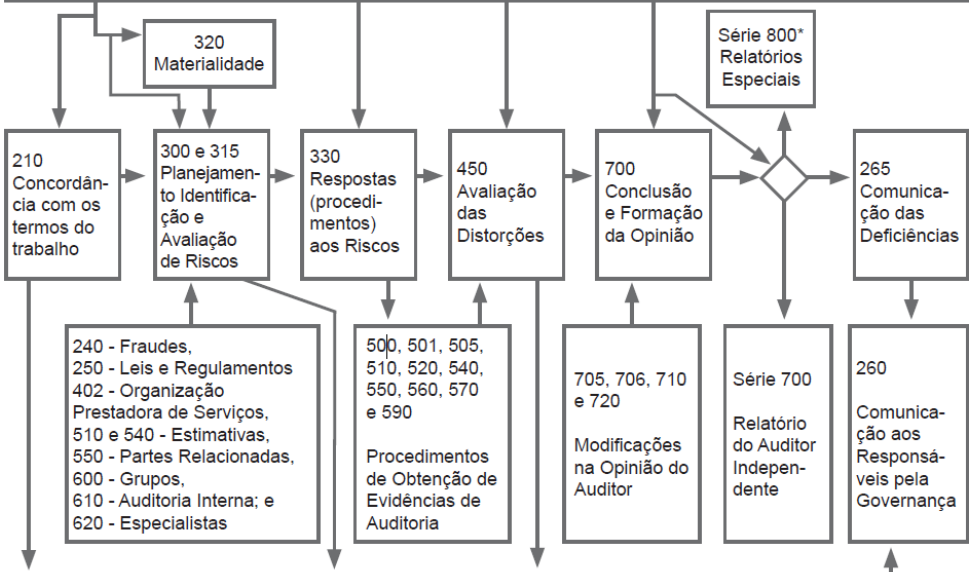 320
Materialidade
Série 800*
Relatórios
Especiais
210
Concordân-
cia com os
termos do
trabalho
300 e 315
Planejamen-
to Identifica-
ção e
Avaliação
de Riscos
330
Respostas
(procedi-
mentos)
aos Riscos
450
Avaliação
das
Distorções
700
Conclusão
e Formação
da Opinião
265
Comunica-
ção das
Deficiências
240 - Fraudes,
250 - Leis e Regulamentos
402 - Organização
Prestadora de Serviços,
510 e 540 - Estimativas,
550 - Partes Relacionadas,
600 - Grupos,
610 - Auditoria Interna; e
620 - Especialistas
500, 501, 505,
510, 520, 540,
550, 560, 570
e 590
Procedimentos
de Obtenção de
Evidências de
Auditoria
705, 706, 710
e 720
Modificações
na Opinião do
Auditor
Série 700
Relatório
do Auditor
Indepen-
dente
260
Comunica-
ção aos
Responsá-
veis pela
Governança